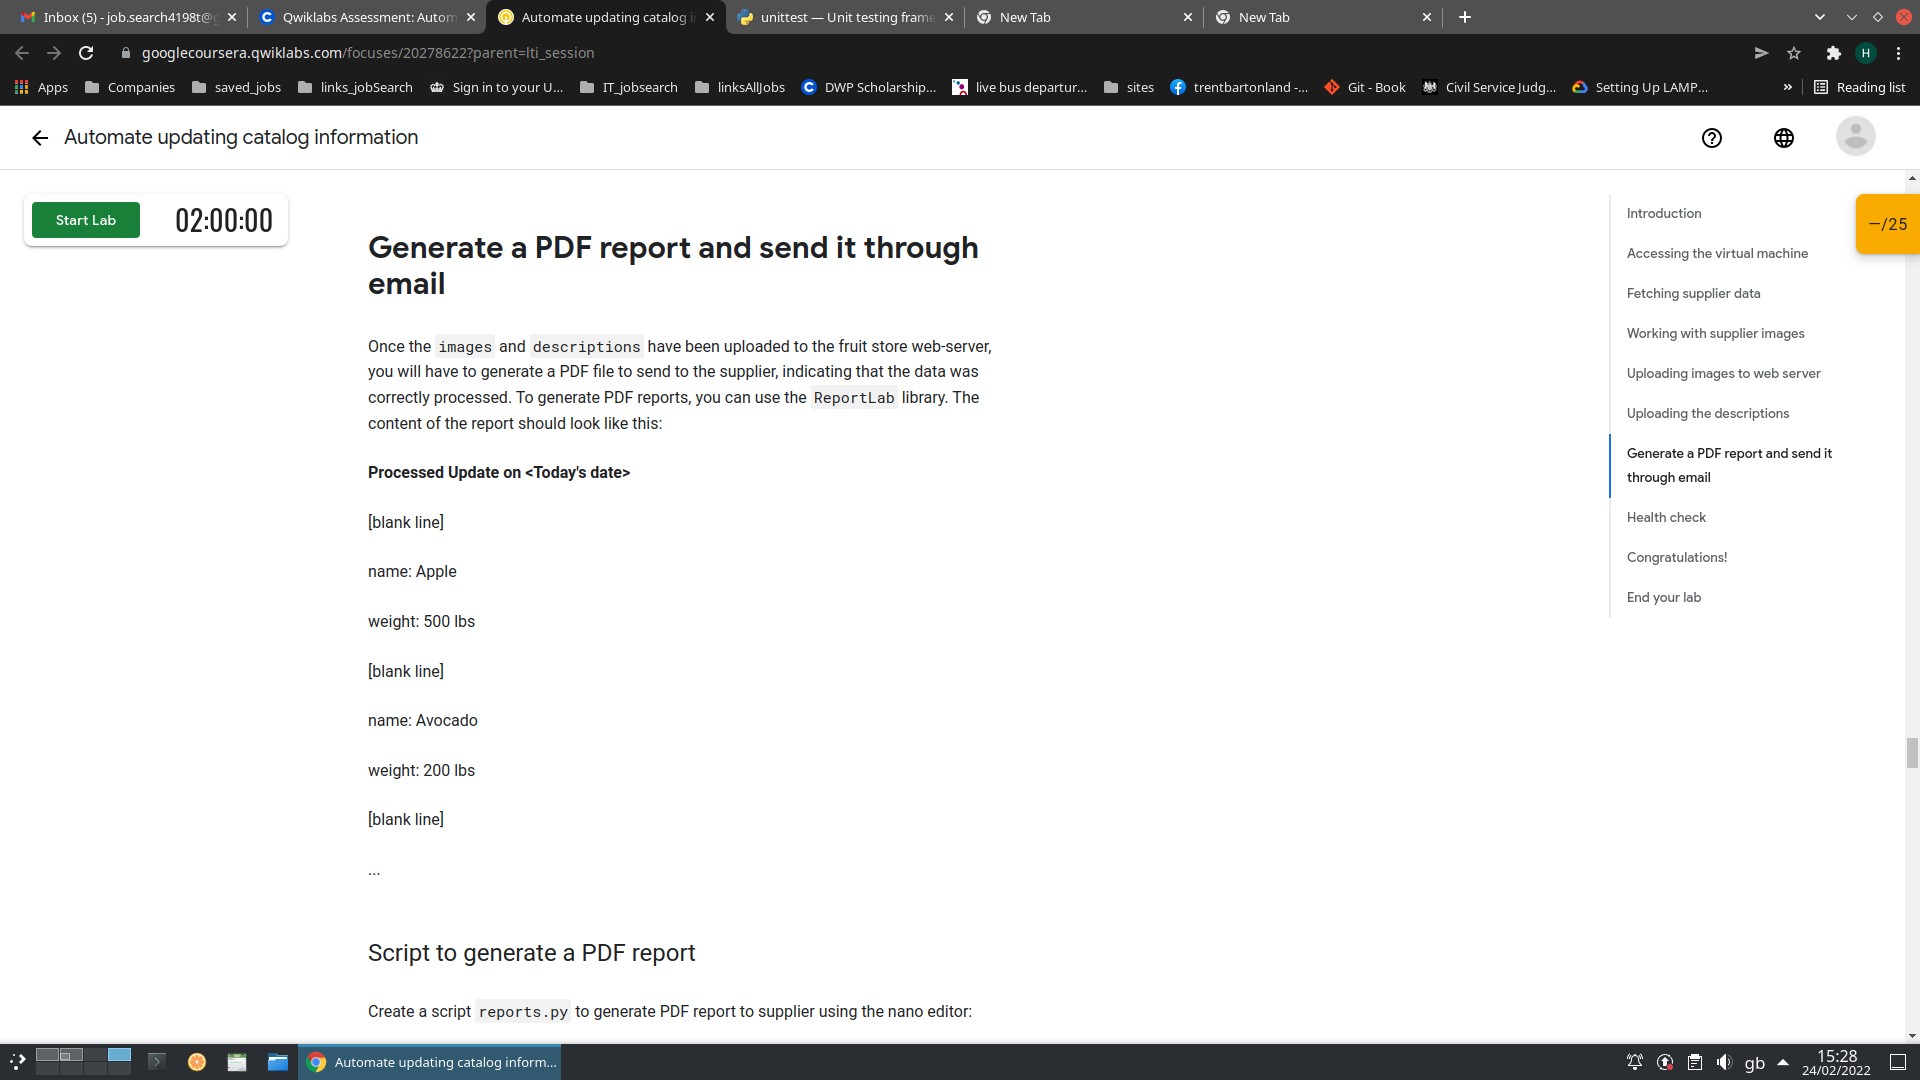 Inbox (5) - job.search4198t@g
Qwiklabs Assessment: Autom
Automate updating catalog i
unittest — Unit testing frame
New Tab
New Tab
googlecoursera.qwiklabs.com/focuses/20278622?parent=lti_session
H
Apps
Companies
saved_jobs
links_jobSearch
Sign in to your U...
IT_jobsearch
linksAllJobs
DWP Scholarship...
live bus departur...
sites
trentbartonland -...
Git - Book
Civil Service Judg...
Setting Up LAMP...
»
Reading list
Automate updating catalog information
Start Lab
02:00:00
Generate a PDF report and send it through
email
Once the images and descriptions have been uploaded to the fruit store web-server,
you will have to generate a PDF file to send to the supplier, indicating that the data was
correctly processed. To generate PDF reports, you can use the ReportLab library. The
content of the report should look like this:
Processed Update on <Today's date>
[blank line]
name: Apple
weight: 500 lbs
[blank line]
name: Avocado
weight: 200 lbs
[blank line]
...
Script to generate a PDF report
Create a script reports.py to generate PDF report to supplier using the nano editor:
Introduction
Accessing the virtual machine
Fetching supplier data
Working with supplier images
Uploading images to web server
Uploading the descriptions
Generate a PDF report and send it
through email
Health check
Congratulations!
End your lab
—/25
Automate updating catalog inform...
gb
15:28
24/02/2022